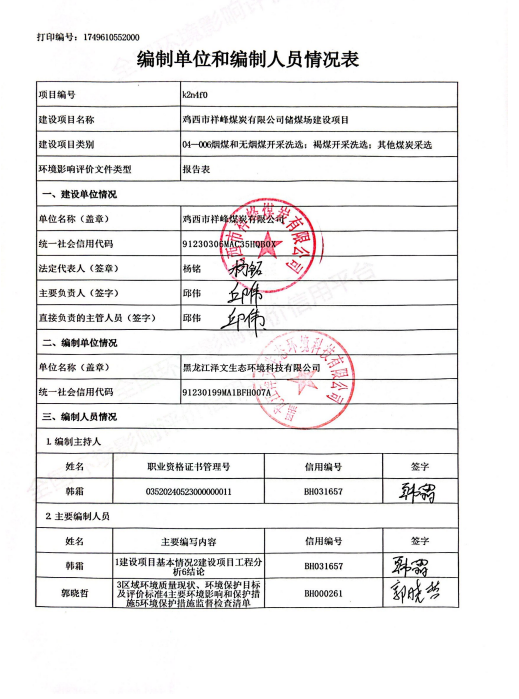 打印编号：1749610552000
编制单位和编制人员情况表
项目编号 k2n4f0
建设项目名称 鸡西市祥峰煤炭有限公司储煤场建设项目
建设项目类别 04—006烟煤和无烟煤开采洗选；褐煤开采洗选；其他煤炭采选
环境影响评价文件类型 报告表
一、建设单位情况
单位名称（盖章） 鸡西市祥峰煤炭有限公司
统一社会信用代码 91230306MAC35HQB0X
法定代表人（签章） 杨铭 杨铭
主要负责人（签字） 邱伟 邱伟
直接负责的主管人员（签字） 邱伟 邱伟
二、编制单位情况
单位名称（盖章） 黑龙江泽文生态环境科技有限公司
统一社会信用代码 91230199MA1BFH007A
三、编制人员情况
1.编制主持人
姓名 职业资格证书管理号 信用编号 签字
韩霜 03520240523000000011 BH031657 韩霜
2.主要编制人员
姓名 主要编写内容 信用编号 签字
韩霜 1建设项目基本情况2建设项目工程分 BH031657 韩霜
析6结论
郭晓哲 3区域环境质量现状、环境保护目标 BH000261 郭晓哲
及评价标准4主要环境影响和保护措
施5环境保护措施监督检查清单